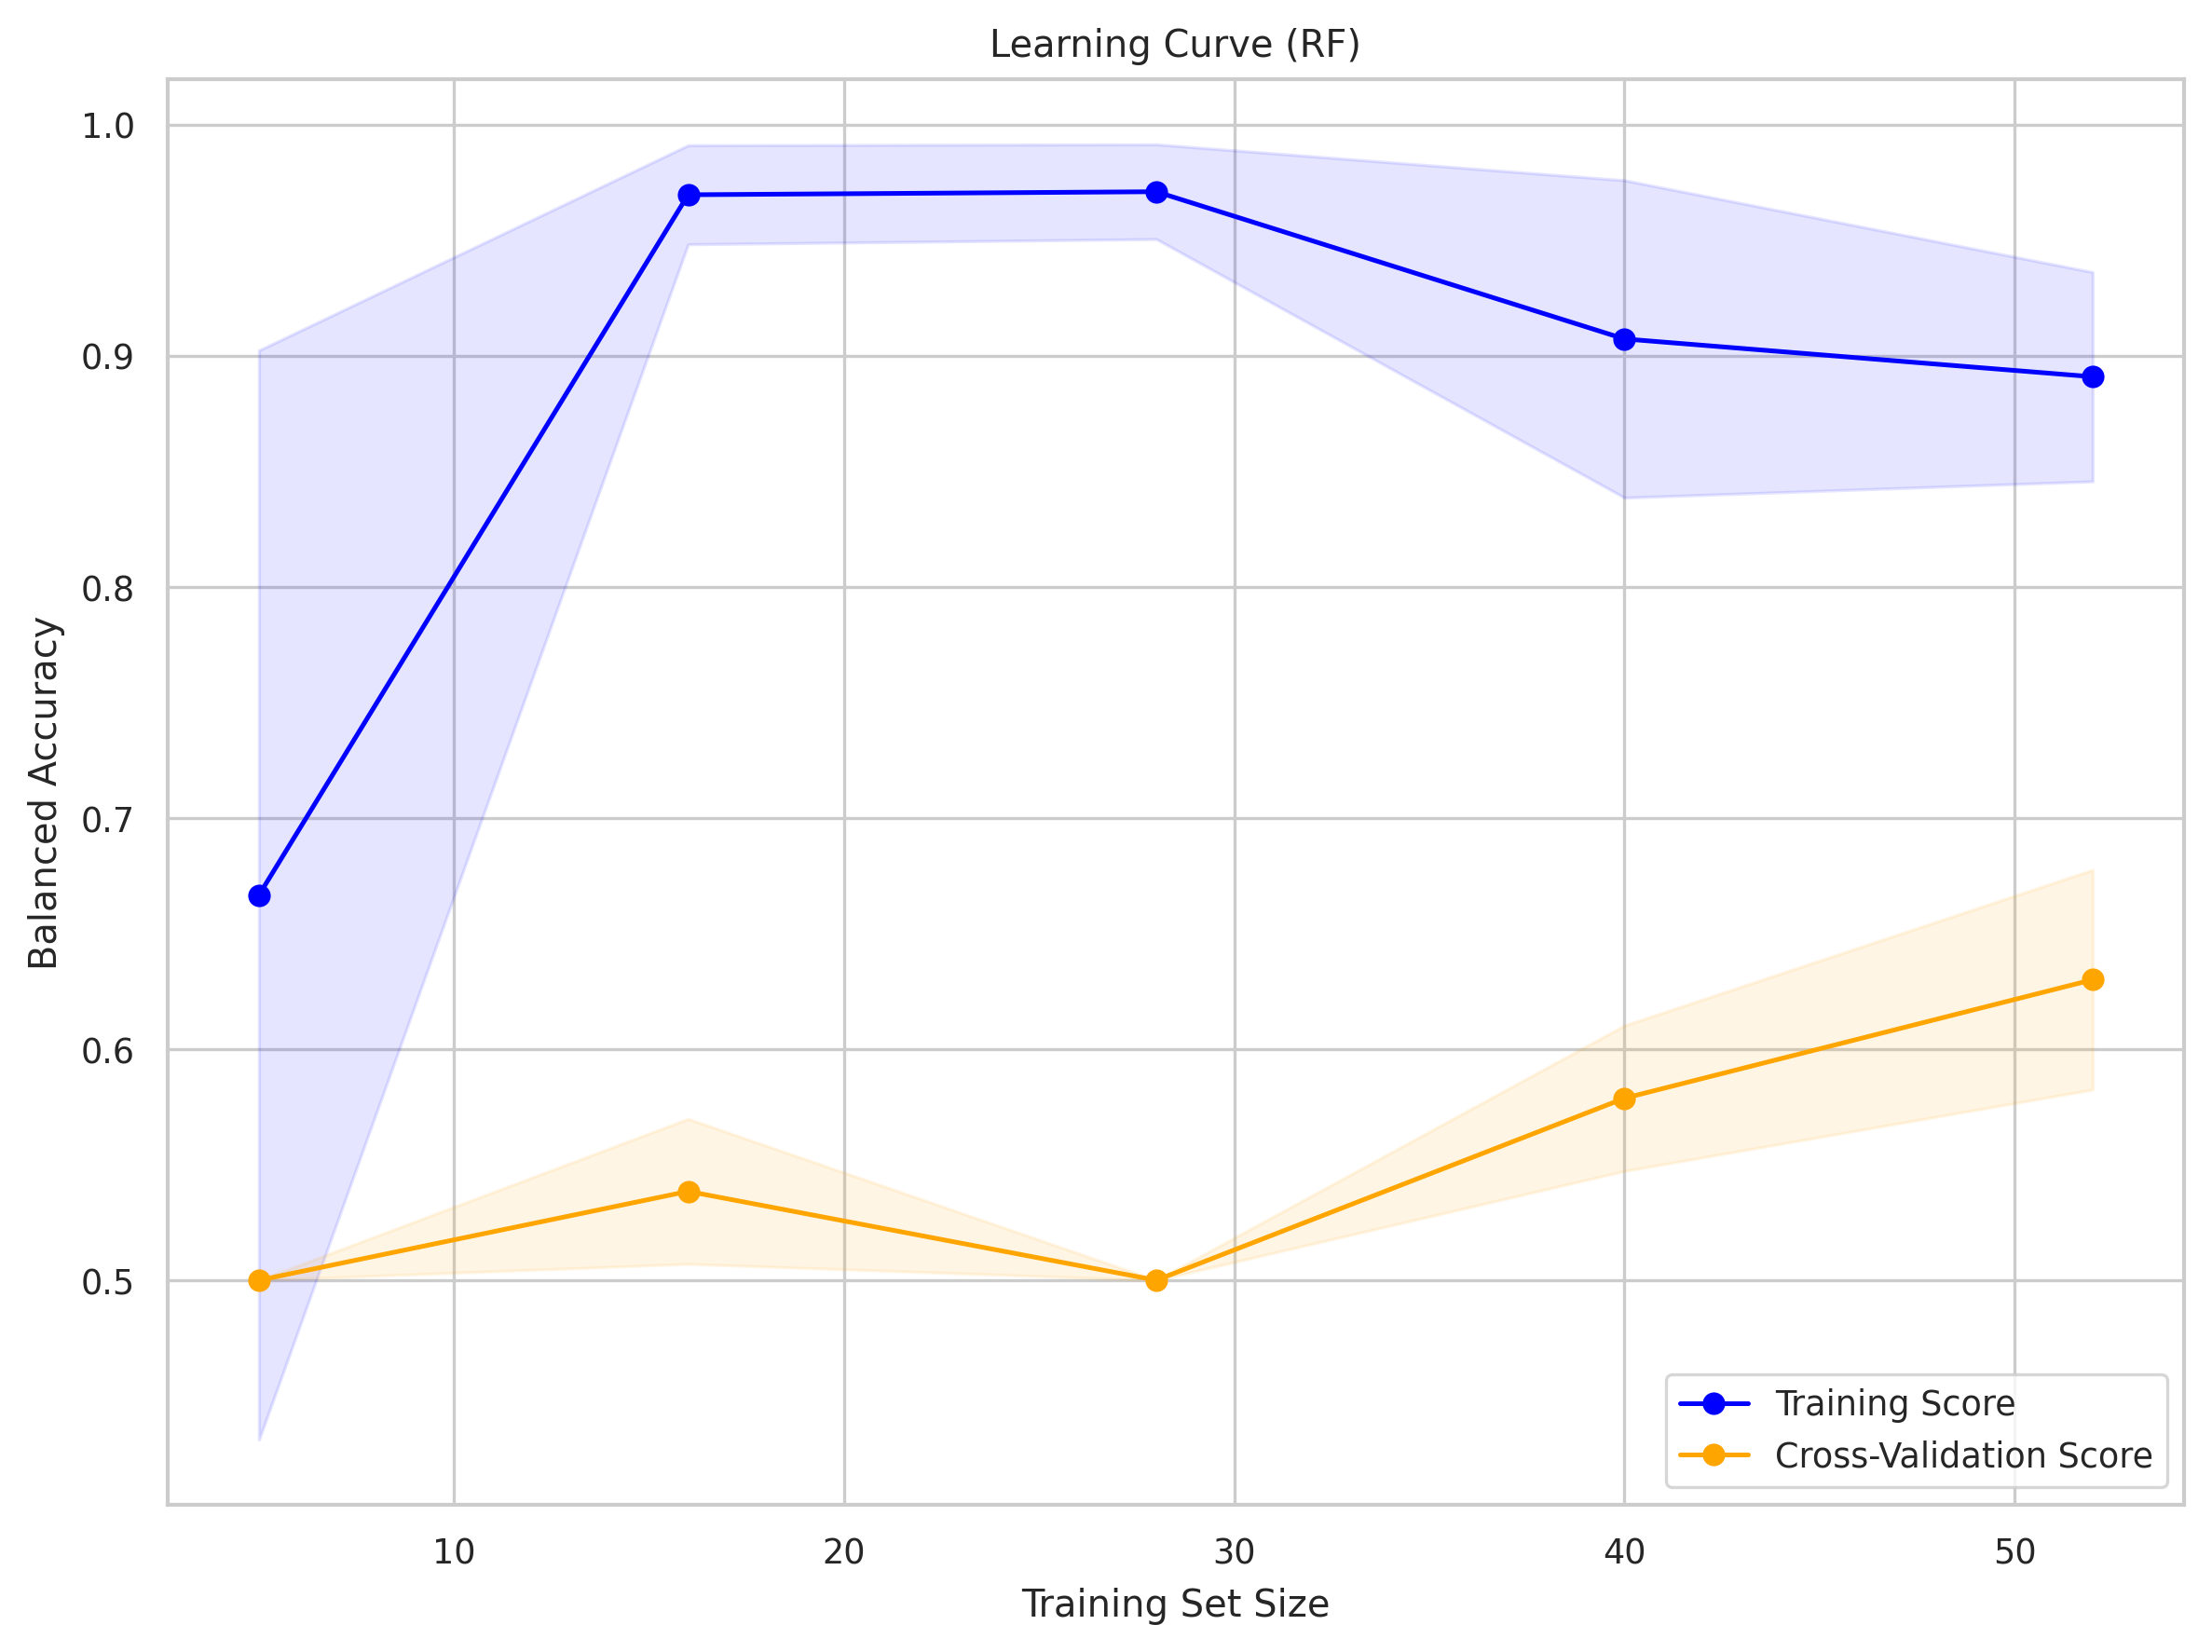 Learning Curve (RF)
1.0
0.9
0.8
0.7
0.6
0.5
Balanced Accuracy
10 20 30 40 50
Training Set Size
Training Score
Cross-Validation Score